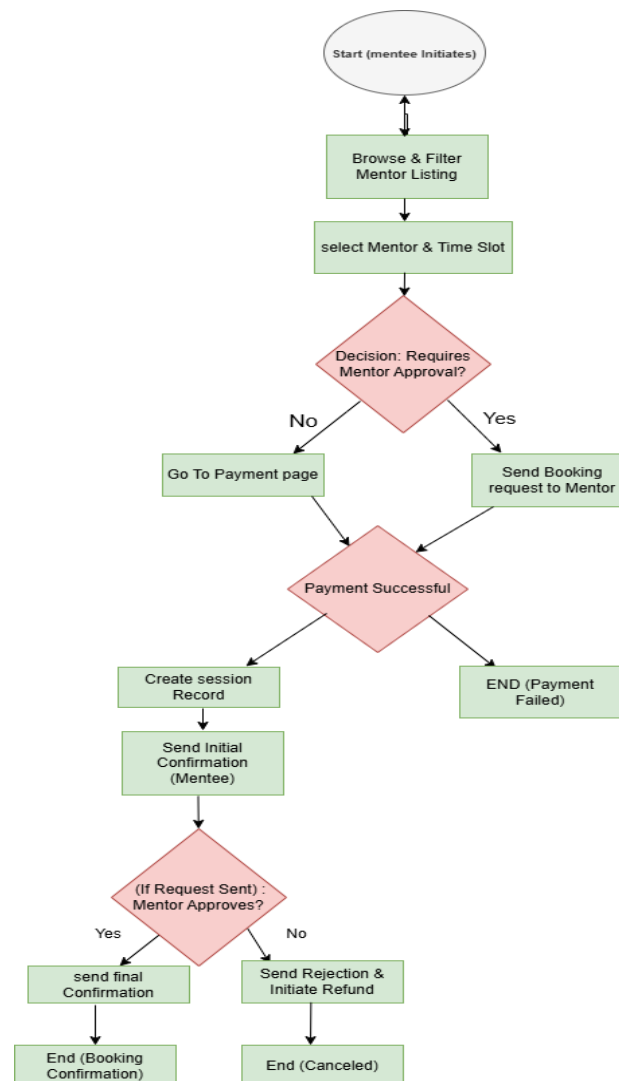 Start (mentee Initiates)
Browse & Filter
Mentor Listing
select Mentor & Time Slot
Decision: Requires
Mentor Approval?
No
Yes
Go To Payment page
Send Booking
request to Mentor
Payment Successful
Create session
Record
END (Payment
Failed)
Send Initial
Confirmation
(Mentee)
(If Request Sent) :
Mentor Approves?
Yes
No
send final
Confirmation
Send Rejection &
Initiate Refund
End (Booking
Confirmation)
End (Canceled)